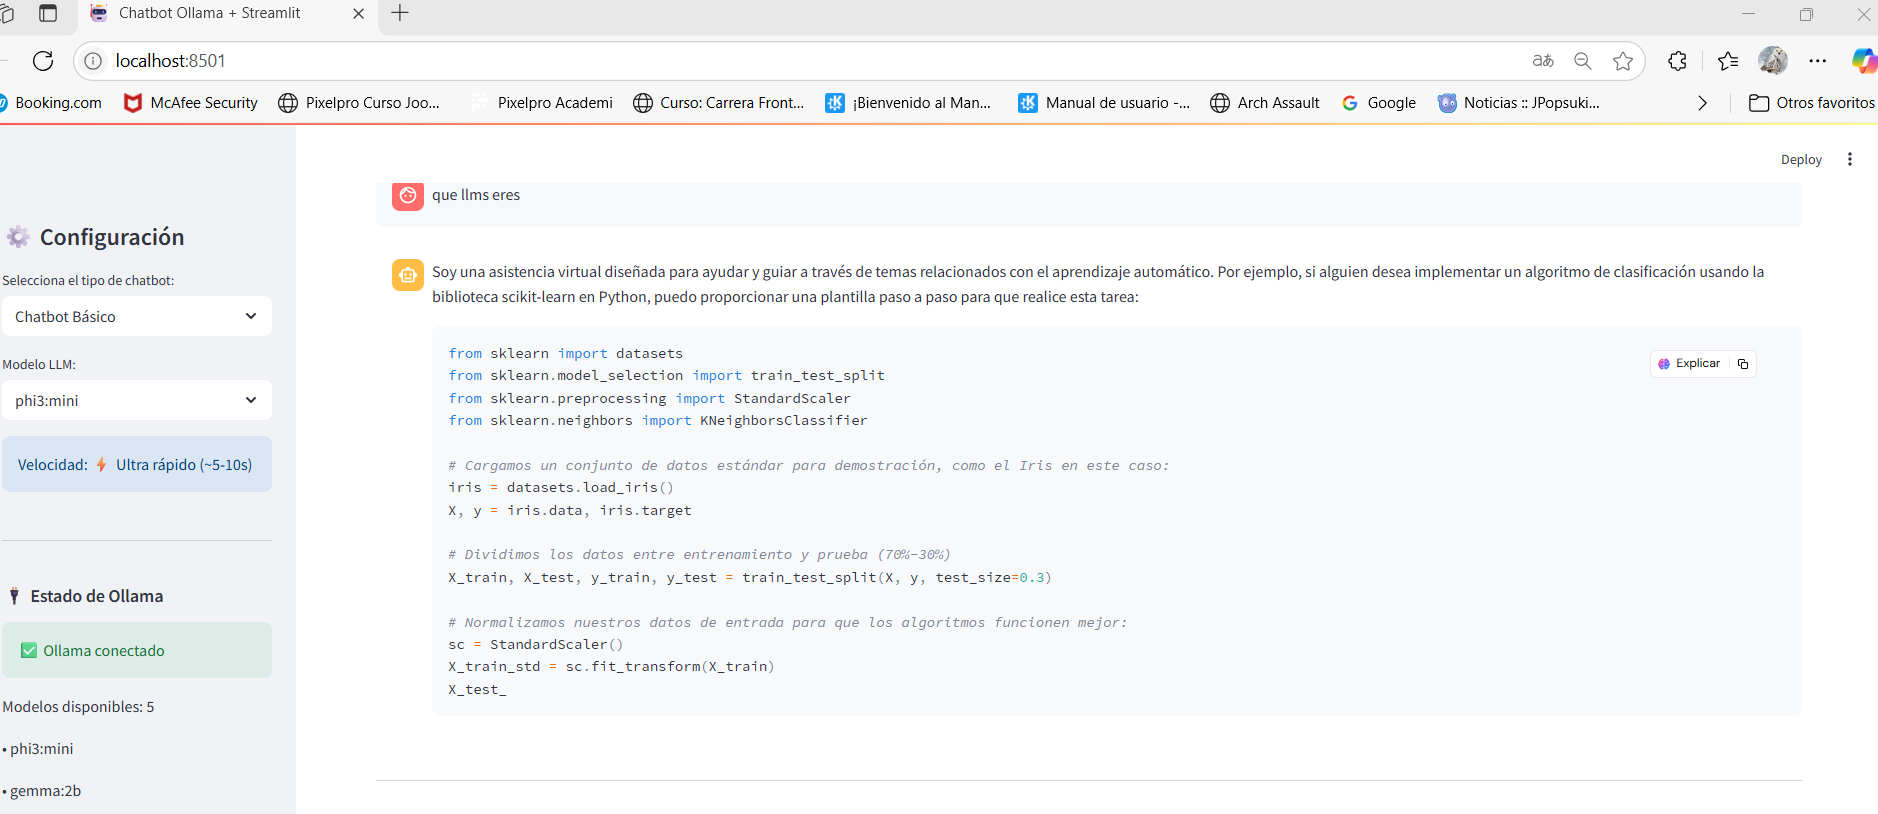 Chatbot Ollama + Streamlit
localhost:8501
Booking.com
McAfee Security
Pixelpro Curso Joo...
Pixelpro Academi
Curso: Carrera Front...
¡Bienvenido al Man...
Manual de usuario -...
Arch Assault
Google
Noticias :: JPopsuki...
Otros favoritos
Deploy
Configuración
Selecciona el tipo de chatbot:
Chatbot Básico
Modelo LLM:
phi3:mini
Velocidad: ⚡ Ultra rápido (~5-10s)
Estado de Ollama
✅ Ollama conectado
Modelos disponibles: 5
• phi3:mini
• gemma:2b
que llms eres
Soy una asistencia virtual diseñada para ayudar y guiar a través de temas relacionados con el aprendizaje automático. Por ejemplo, si alguien desea implementar un algoritmo de clasificación usando la
biblioteca scikit-learn en Python, puedo proporcionar una plantilla paso a paso para que realice esta tarea:
Explicar
from sklearn import datasets
from sklearn.model_selection import train_test_split
from sklearn.preprocessing import StandardScaler
from sklearn.neighbors import KNeighborsClassifier
# Cargamos un conjunto de datos estándar para demostración, como el Iris en este caso:
iris = datasets.load_iris()
X, y = iris.data, iris.target
# Dividimos los datos entre entrenamiento y prueba (70%-30%)
X_train, X_test, y_train, y_test = train_test_split(X, y, test_size=0.3)
# Normalizamos nuestros datos de entrada para que los algoritmos funcionen mejor:
sc = StandardScaler()
X_train_std = sc.fit_transform(X_train)
X_test_